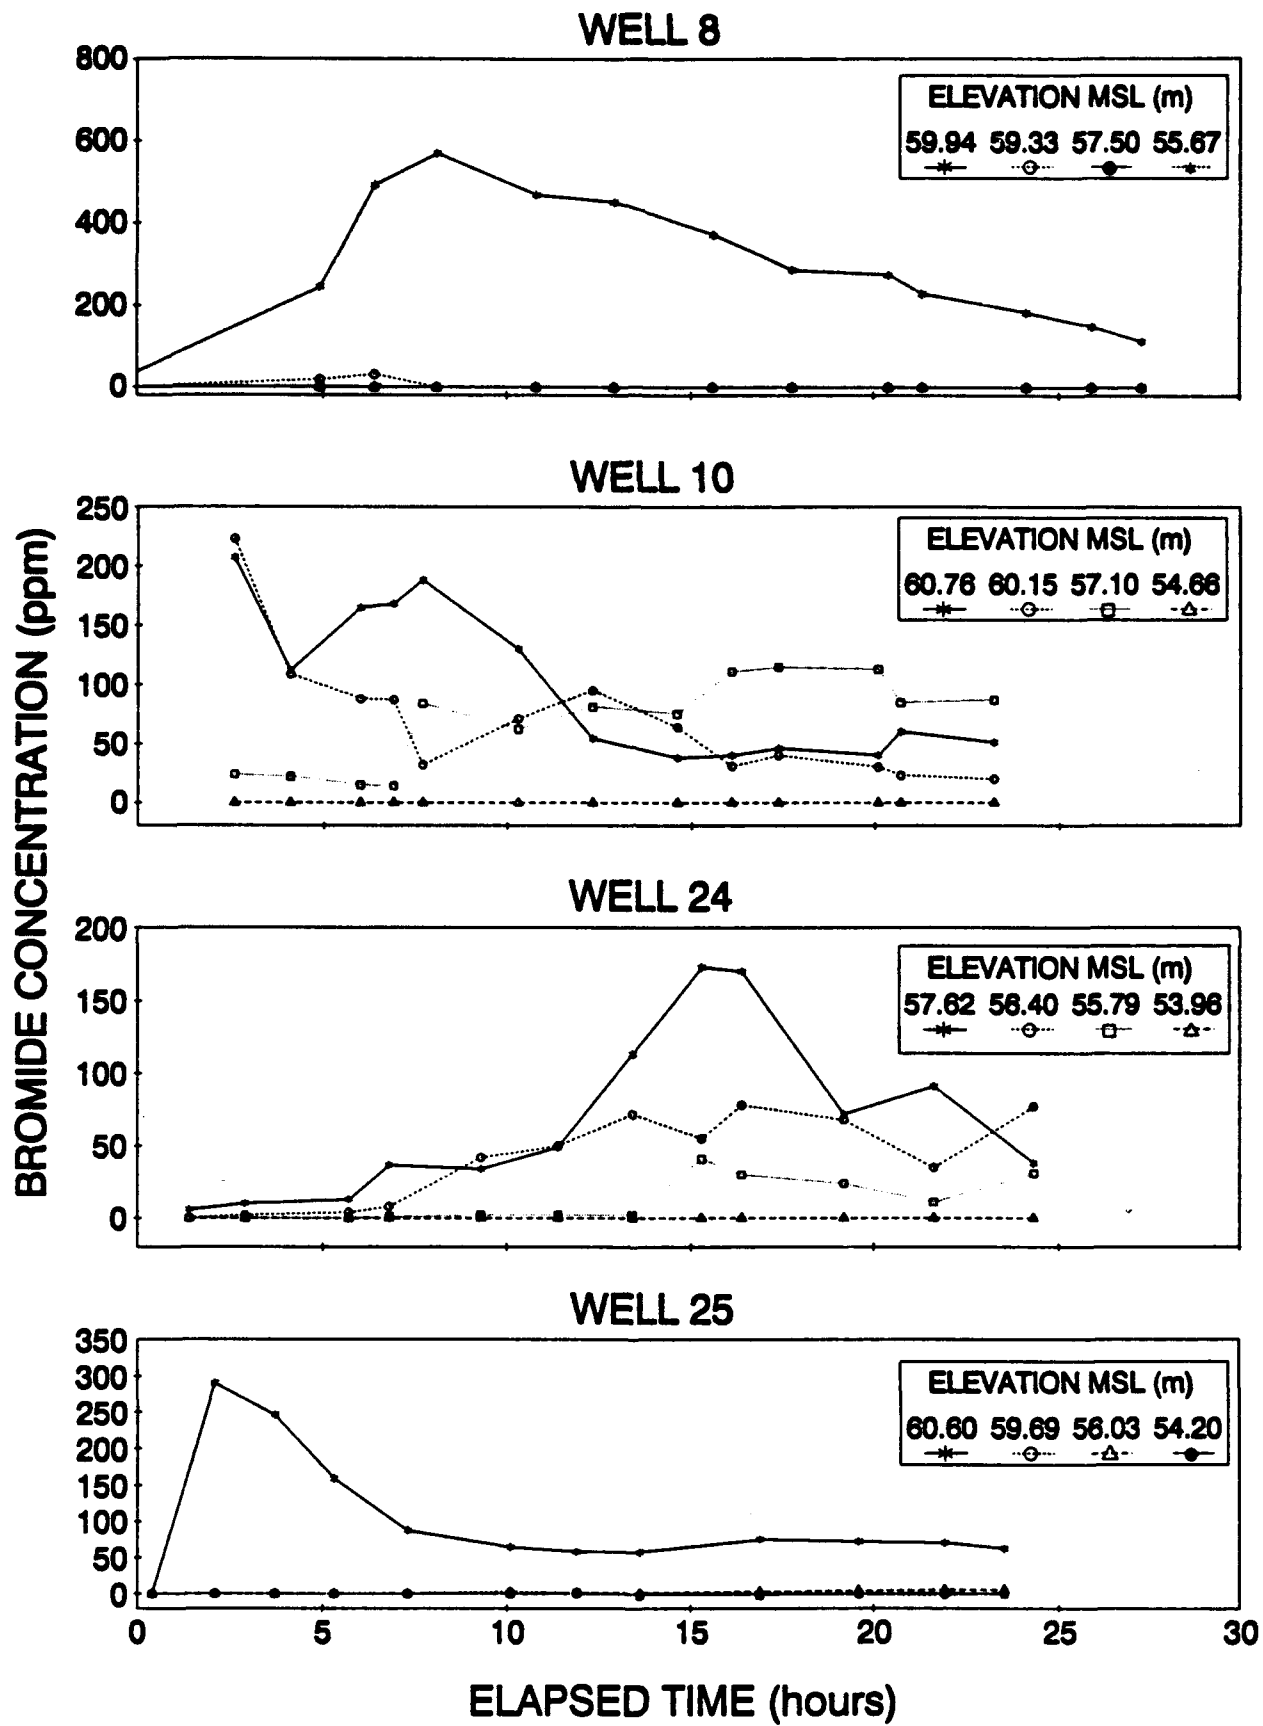 WELL 8
800
600
400
200
0
ELEVATION MSL (m)
59.94 59.33 57.50 55.67
WELL 10
250
200
150
100
50
0
ELEVATION MSL (m)
60.76 60.15 57.10 54.66
WELL 24
200
150
100
50
0
ELEVATION MSL (m)
57.62 56.40 55.79 53.96
WELL 25
350
300
250
200
150
100
50
0
ELEVATION MSL (m)
60.60 59.69 56.03 54.20
0 5 10 15 20 25 30
ELAPSED TIME (hours)
BROMIDE CONCENTRATION (ppm)